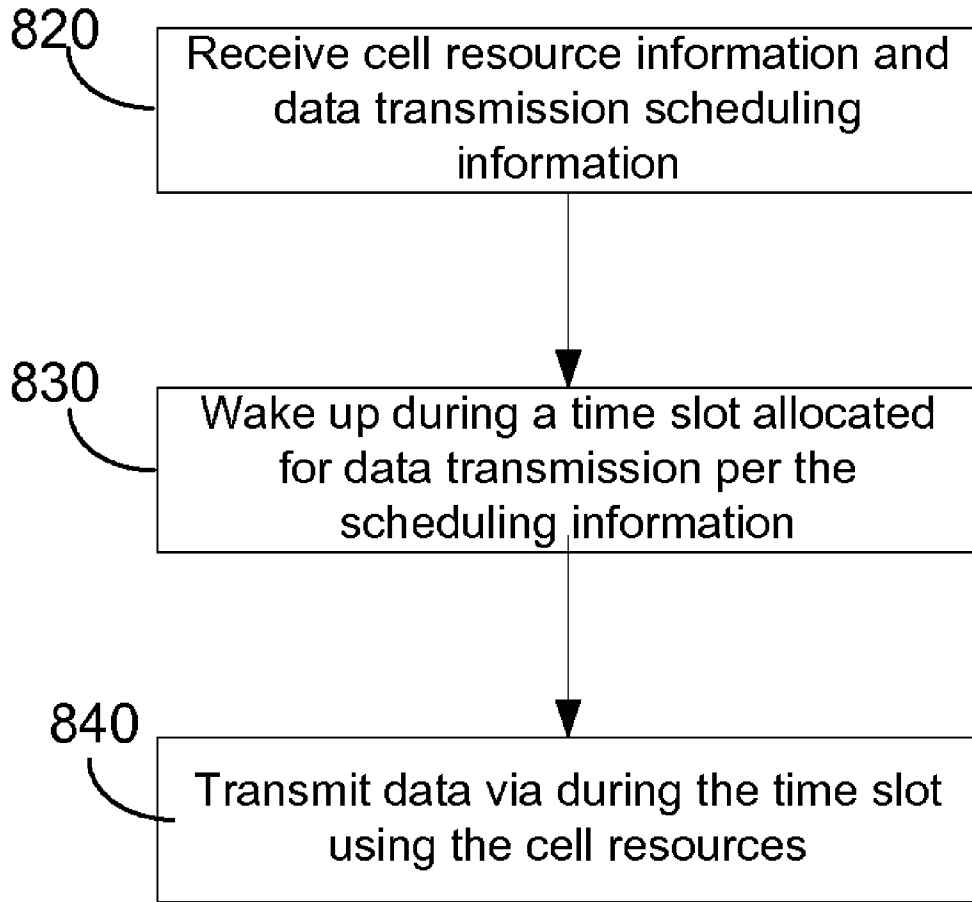 820
Receive cell resource information and
data transmission scheduling
information
830
Wake up during a time slot allocated
for data transmission per the
scheduling information
840
Transmit data via during the time slot
using the cell resources